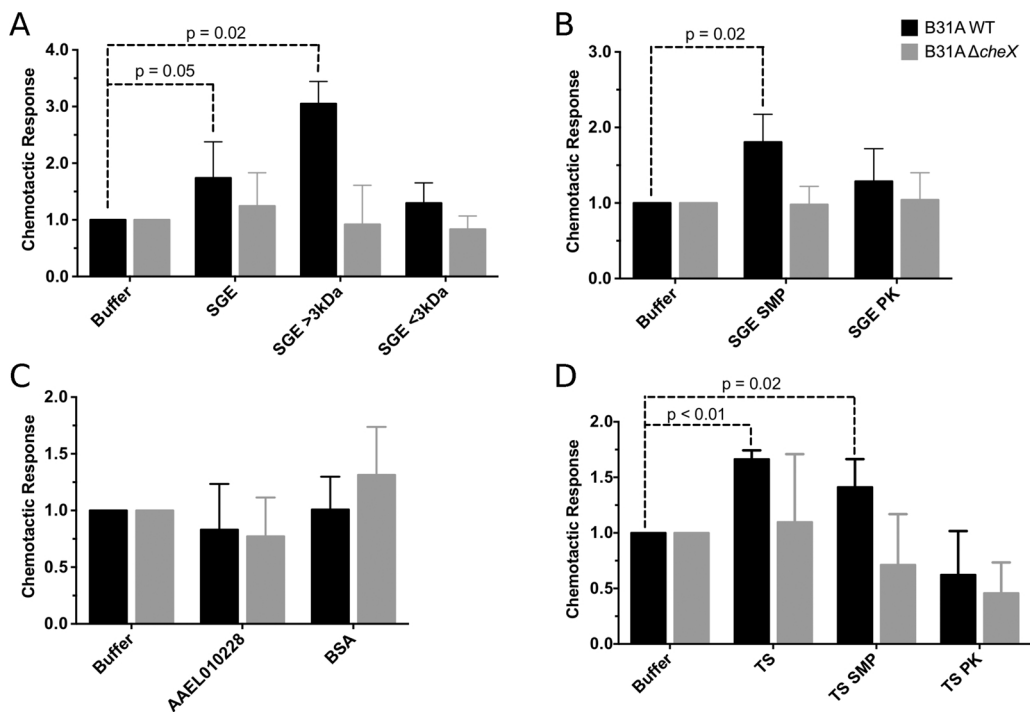 A
Chemotactic Response
4.0
3.0
2.0
1.0
0.0
p = 0.02
p = 0.05
Buffer
SGE
SGE >3kDa
SGE <3kDa
B
Chemotactic Response
3.0
2.0
1.0
0.0
p = 0.02
B31A WT
B31A ΔcheX
Buffer
SGE SMP
SGE PK
C
Chemotactic Response
2.0
1.5
1.0
0.5
0.0
Buffer
AAEL010228
BSA
D
Chemotactic Response
2.0
1.5
1.0
0.5
0.0
p = 0.02
p < 0.01
Buffer
TS
TS SMP
TS PK